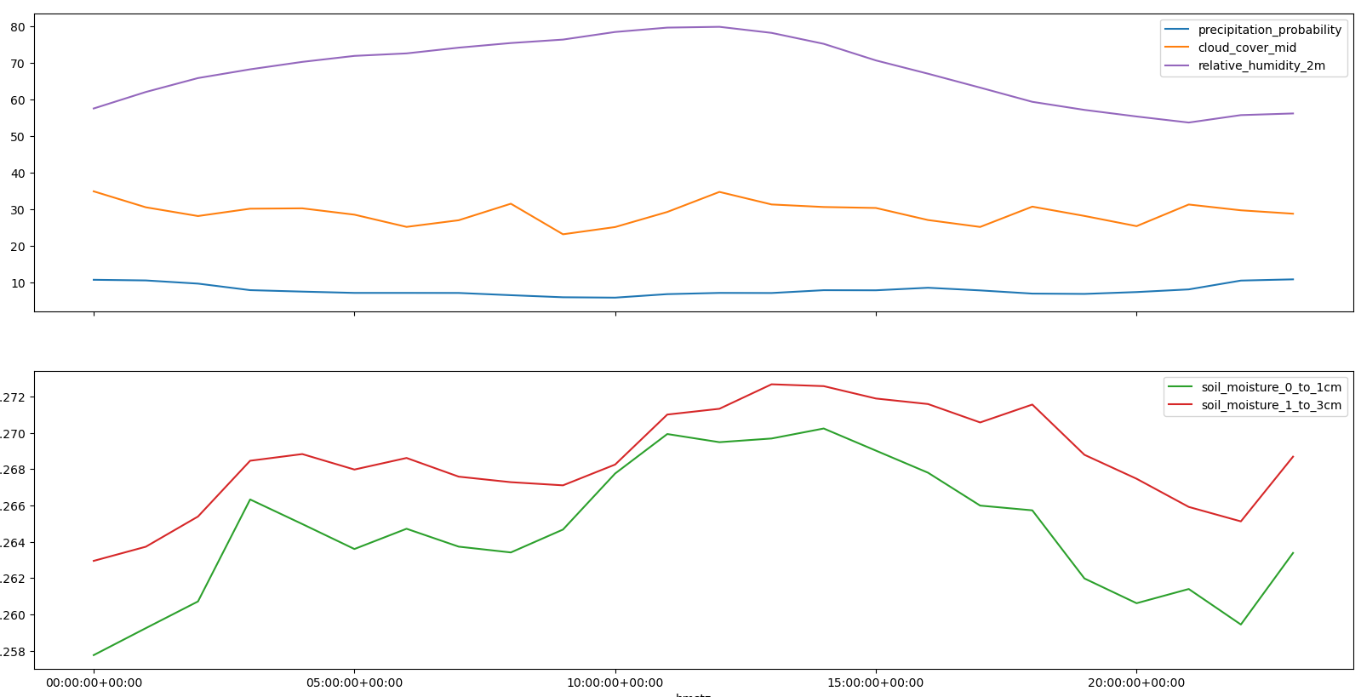 80
70
60
50
40
30
20
10
precipitation_probability
cloud_cover_mid
relative_humidity_2m
.272
.270
.268
.266
.264
.262
.260
.258
soil_moisture_0_to_1cm
soil_moisture_1_to_3cm
00:00:00+00:00 05:00:00+00:00 10:00:00+00:00 15:00:00+00:00 20:00:00+00:00